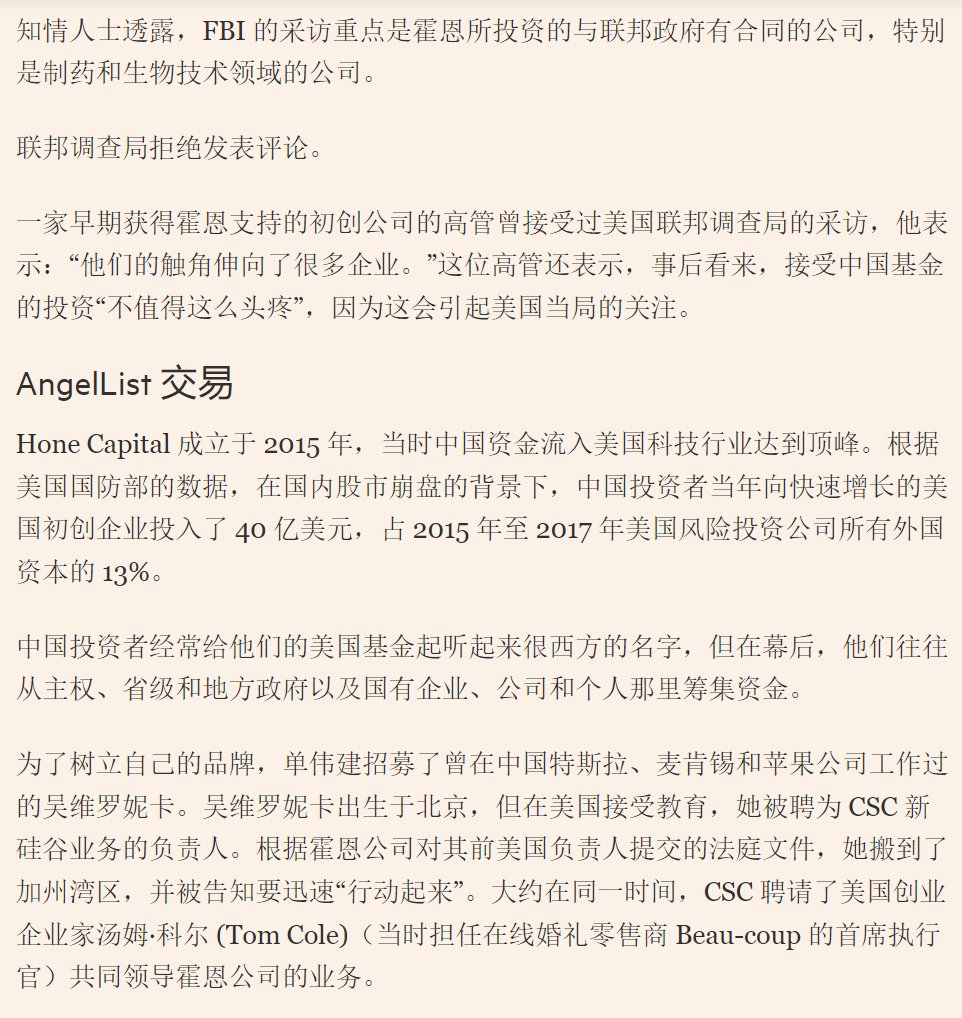 知情人士透露，FBI 的采访重点是霍恩所投资的与联邦政府有合同的公司，特别
是制药和生物技术领域的公司。
联邦调查局拒绝发表评论。
一家早期获得霍恩支持的初创公司的高管曾接受过美国联邦调查局的采访，他表
示：“他们的触角伸向了很多企业。”这位高管还表示，事后看来，接受中国基金
的投资“不值得这么头疼”，因为这会引起美国当局的关注。
AngelList 交易
Hone Capital 成立于 2015 年，当时中国资金流入美国科技行业达到顶峰。根据
美国国防部的数据，在国内股市崩盘的背景下，中国投资者当年向快速增长的美
国初创企业投入了 40 亿美元，占 2015 年至 2017 年美国风险投资公司所有外国
资本的 13%。
中国投资者经常给他们的美国基金起听起来很西方的名字，但在幕后，他们往往
从主权、省级和地方政府以及国有企业、公司和个人那里筹集资金。
为了树立自己的品牌，单伟建招募了曾在中国特斯拉、麦肯锡和苹果公司工作过
的吴维罗妮卡。吴维罗妮卡出生于北京，但在美国接受教育，她被聘为 CSC 新
硅谷业务的负责人。根据霍恩公司对其前美国负责人提交的法庭文件，她搬到了
加州湾区，并被告知要迅速“行动起来”。大约在同一时间，CSC 聘请了美国创业
企业家汤姆·科尔 (Tom Cole)（当时担任在线婚礼零售商 Beau-coup 的首席执行
官）共同领导霍恩公司的业务。